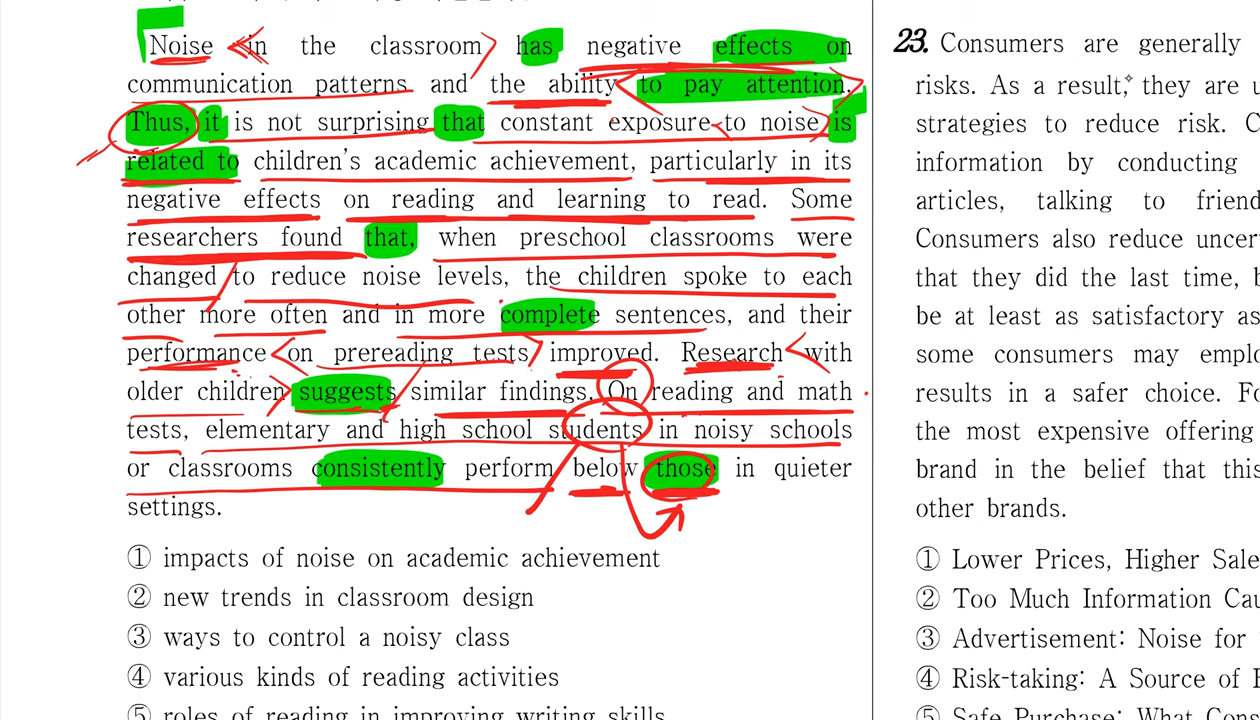 Noise in the classroom has negative effects on
communication patterns and the ability to pay attention.
Thus, it is not surprising that constant exposure to noise is
related to children's academic achievement, particularly in its
negative effects on reading and learning to read. Some
researchers found that, when preschool classrooms were
changed to reduce noise levels, the children spoke to each
other more often and in more complete sentences, and their
performance on prereading tests improved. Research with
older children suggests similar findings. On reading and math
tests, elementary and high school students in noisy schools
or classrooms consistently perform below those in quieter
settings.
① impacts of noise on academic achievement
② new trends in classroom design
③ ways to control a noisy class
④ various kinds of reading activities
⑤ roles of reading in improving writing skills
23. Consumers are generally
risks. As a result, they are
strategies to reduce risk.
information by conducting
articles, talking to
Consumers also reduce
that they did the last time,
be at least as satisfactory as
some consumers may
results in a safer choice.
the most expensive offering
brand in the belief that this
other brands.
① Lower Prices, Higher
② Too Much Information
③ Advertisement: Noise for
④ Risk-taking: A Source of
⑤ Safe Purchase: What